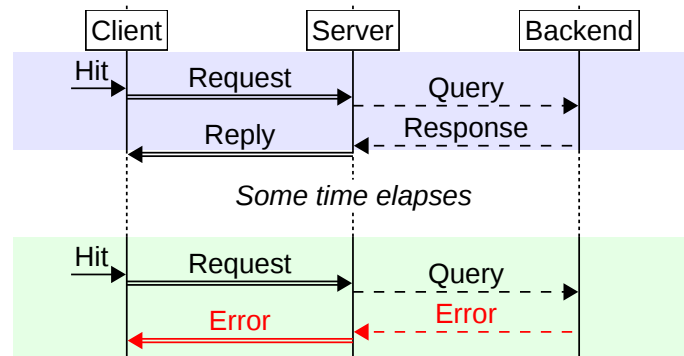 Client Server Backend
Hit
Request
Query
Response
Reply
Some time elapses
Hit
Request
Query
Error
Error